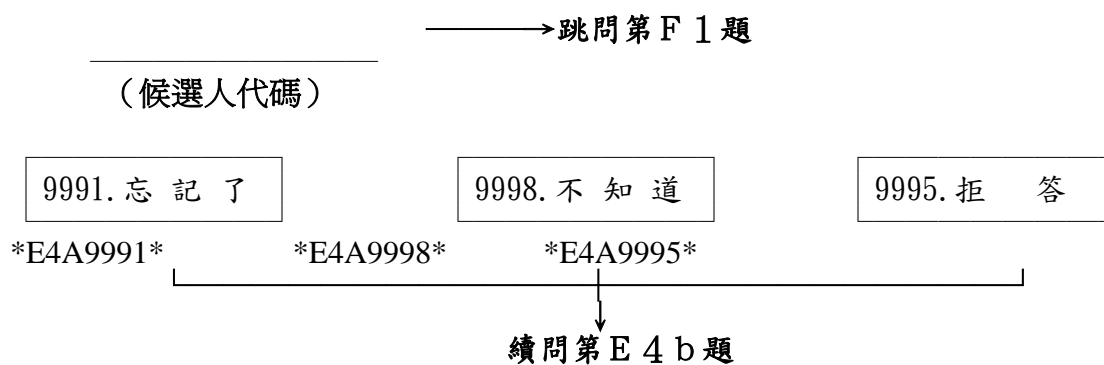 跳問第F１題
（候選人代碼）
9991.忘 記 了 9998.不 知 道 9995.拒 答
*E4A9991* *E4A9998* *E4A9995*
續問第E４b題